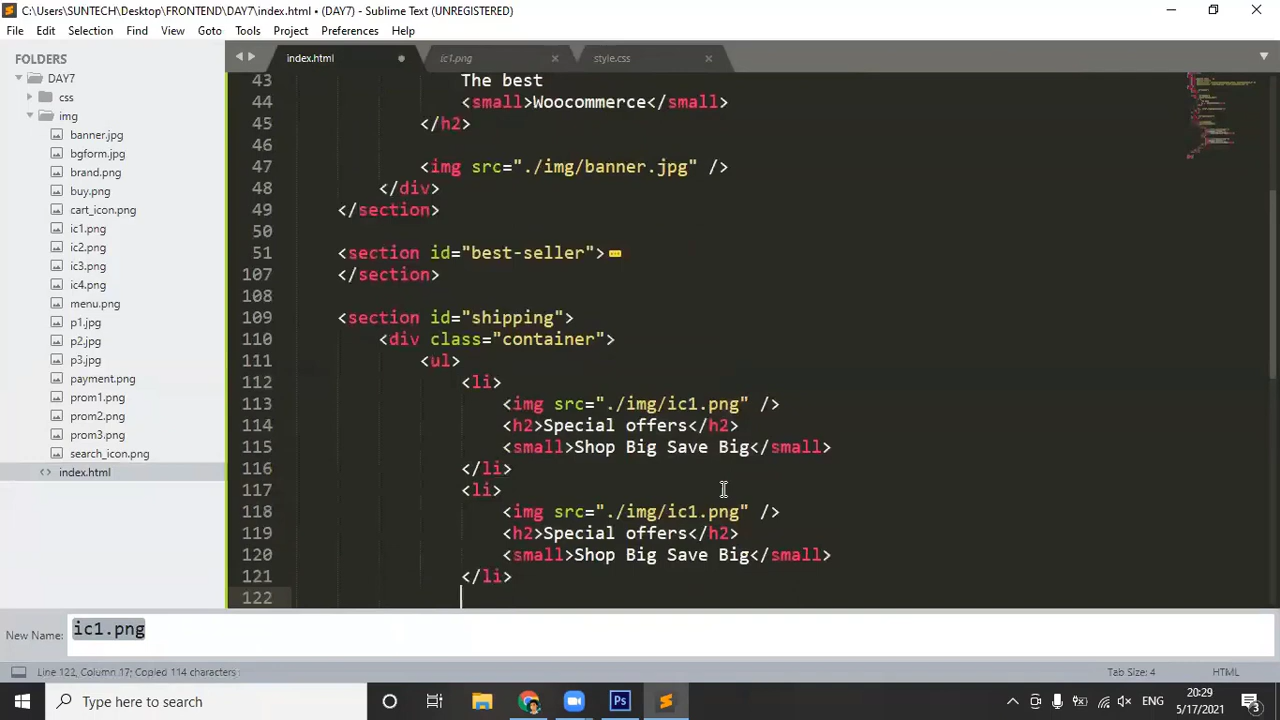 C:\Users\SUNTECH\Desktop\FRONTEND\DAY7\index.html • (DAY7) - Sublime Text (UNREGISTERED)
File Edit Selection Find View Goto Tools Project Preferences Help
FOLDERS
DAY7
css
img
banner.jpg
bgform.jpg
brand.png
buy.png
cart_icon.png
ic1.png
ic2.png
ic3.png
ic4.png
menu.png
p1.jpg
p2.jpg
p3.jpg
payment.png
prom1.png
prom2.png
prom3.png
search_icon.png
<> index.html
index.html ic1.png style.css
43 The best
44 <small>Woocommerce</small>
45 </h2>
46
47 <img src="./img/banner.jpg" />
48 </div>
49 </section>
50
51 <section id="best-seller">
107 </section>
108
109 <section id="shipping">
110 <div class="container">
111 <ul>
112 <li>
113 <img src="./img/ic1.png" />
114 <h2>Special offers</h2>
115 <small>Shop Big Save Big</small>
116 </li>
117 <li>
118 <img src="./img/ic1.png" />
119 <h2>Special offers</h2>
120 <small>Shop Big Save Big</small>
121 </li>
122
New Name: ic1.png
Line 122, Column 17; Copied 114 characters Tab Size: 4 HTML
Type here to search
Ps
ENG
20:29
5/17/2021
3